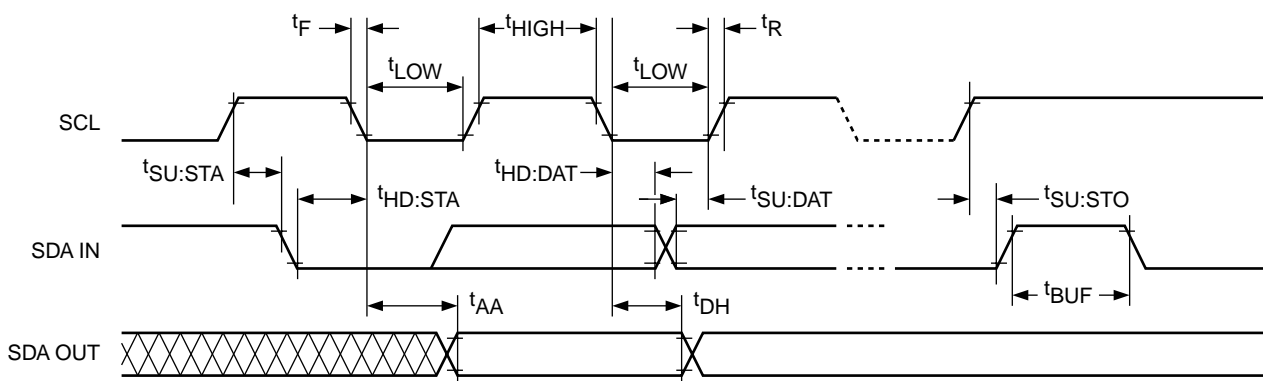 tF
tHIGH
tR
tLOW
tLOW
SCL
tSU:STA
tHD:STA
tHD:DAT
tSU:DAT
tSU:STO
SDA IN
tBUF
tAA
tDH
SDA OUT